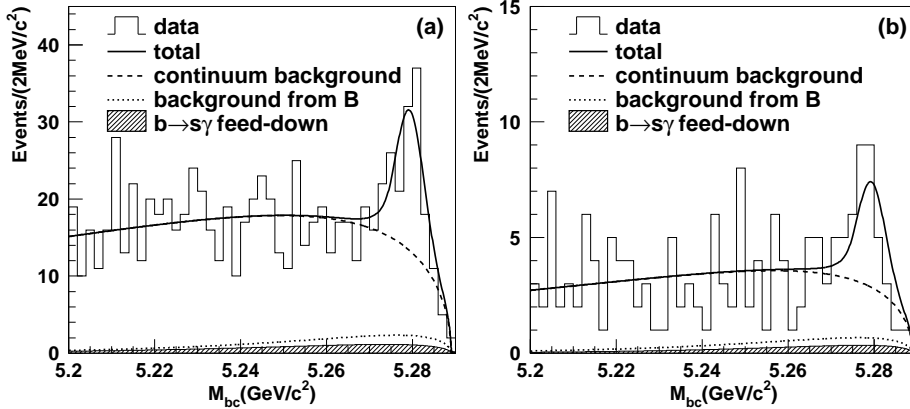 Events/(2MeV/c²)
(a)
data
total
continuum background
background from B
b→sγ feed-down
40
30
20
10
0
5.2
5.22
5.24
5.26
5.28
M_bc(GeV/c²)
Events/(2MeV/c²)
(b)
data
total
continuum background
background from B
b→sγ feed-down
15
10
5
0
5.2
5.22
5.24
5.26
5.28
M_bc(GeV/c²)